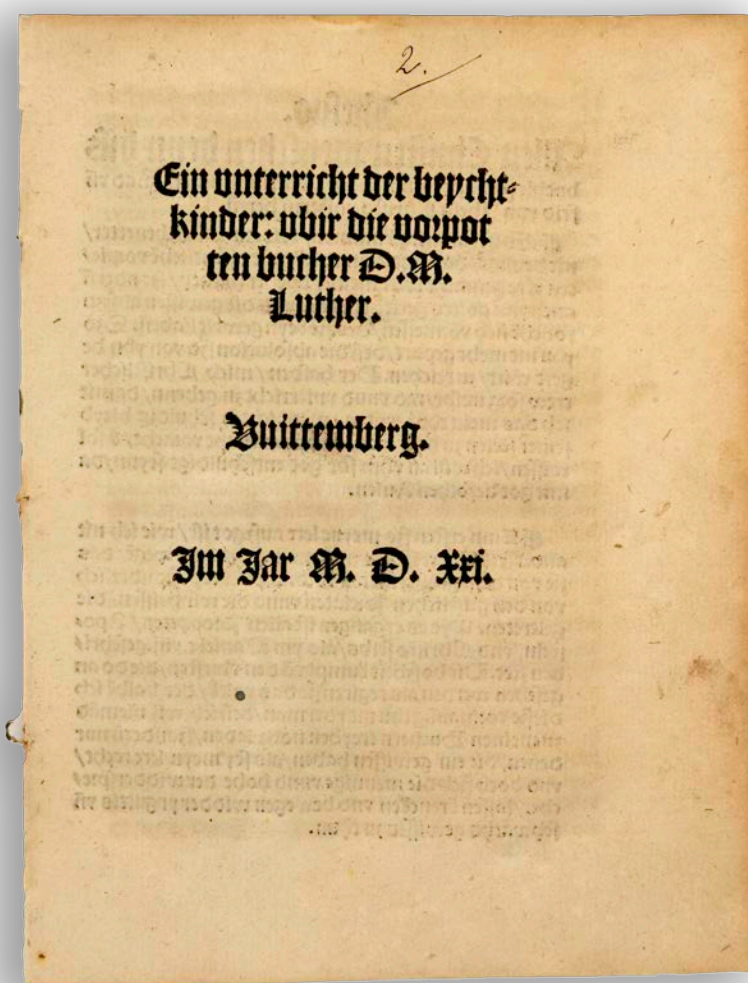 2.
Ein vnterricht der beycht-
kinder: vbir die vorpot
ten bucher D.M.
Luther.
Vuittemberg.
Im Jar M. D. xxi.